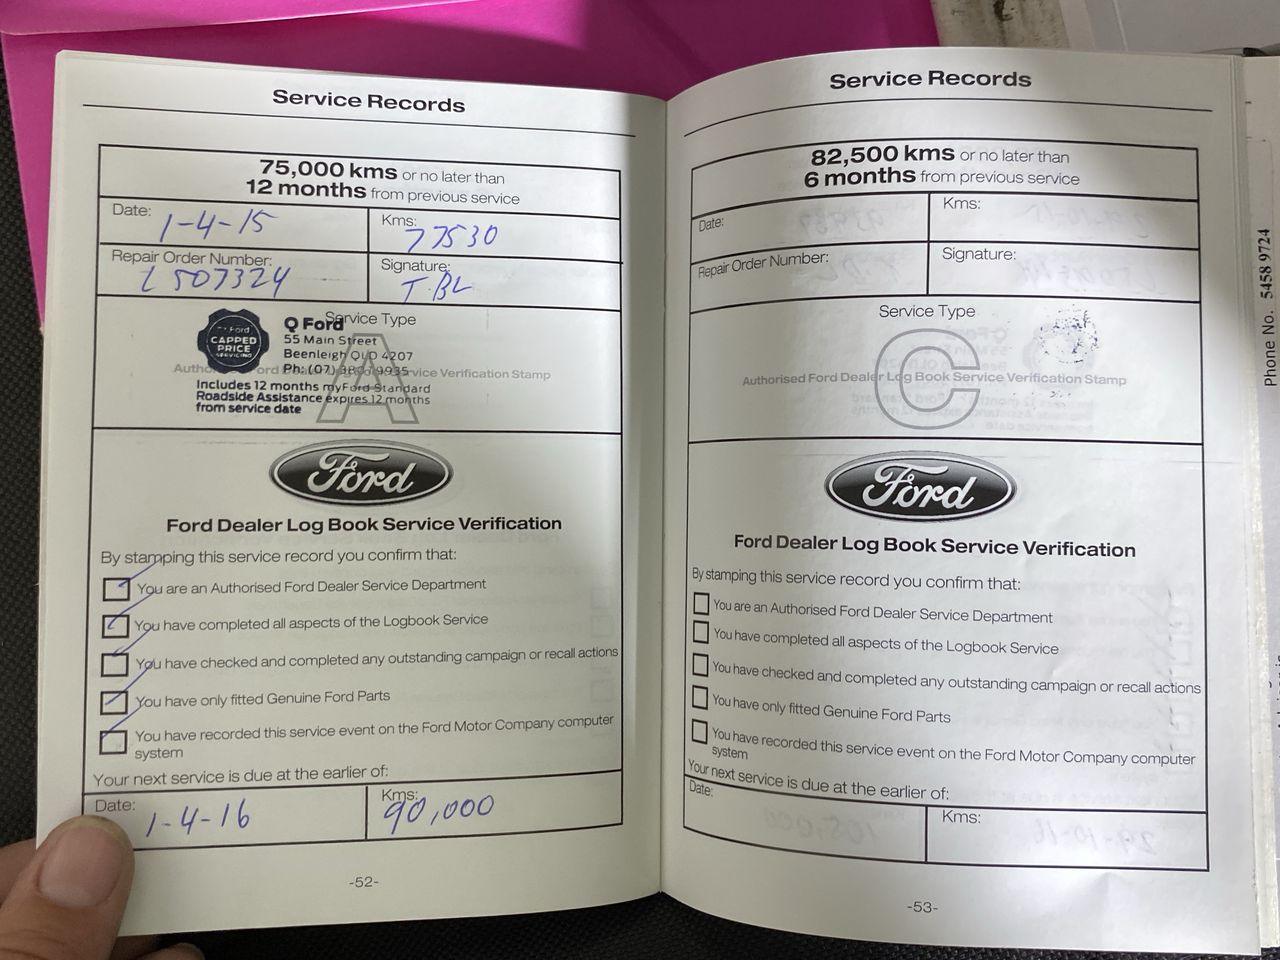 Service Records
75,000 kms or no later than
12 months from previous service
Date: 1-4-15
Kms: 77530
Repair Order Number: L507324
Signature: T.BL
Service Type
A
Ford
CAPPED
PRICE
SERVICING
Q Ford
55 Main Street
Beenleigh QLD 4207
Ph: (07) 9935
Authorised Ford Dealer Service Verification Stamp
Includes 12 months myFord Standard
Roadside Assistance expires 12 months
from service date
Ford
Ford Dealer Log Book Service Verification
By stamping this service record you confirm that:
You are an Authorised Ford Dealer Service Department
You have completed all aspects of the Logbook Service
You have checked and completed any outstanding campaign or recall actions
You have only fitted Genuine Ford Parts
You have recorded this service event on the Ford Motor Company computer
system
Your next service is due at the earlier of:
Date: 1-4-16
Kms: 90,000
-52-
Service Records
82,500 kms or no later than
6 months from previous service
Date:
Kms:
Repair Order Number:
Signature:
Service Type
C
Authorised Ford Dealer Log Book Service Verification Stamp
Ford
Ford Dealer Log Book Service Verification
By stamping this service record you confirm that:
You are an Authorised Ford Dealer Service Department
You have completed all aspects of the Logbook Service
You have checked and completed any outstanding campaign or recall actions
You have only fitted Genuine Ford Parts
You have recorded this service event on the Ford Motor Company computer
system
Your next service is due at the earlier of:
Date:
Kms:
-53-
Phone No. 5458 9724